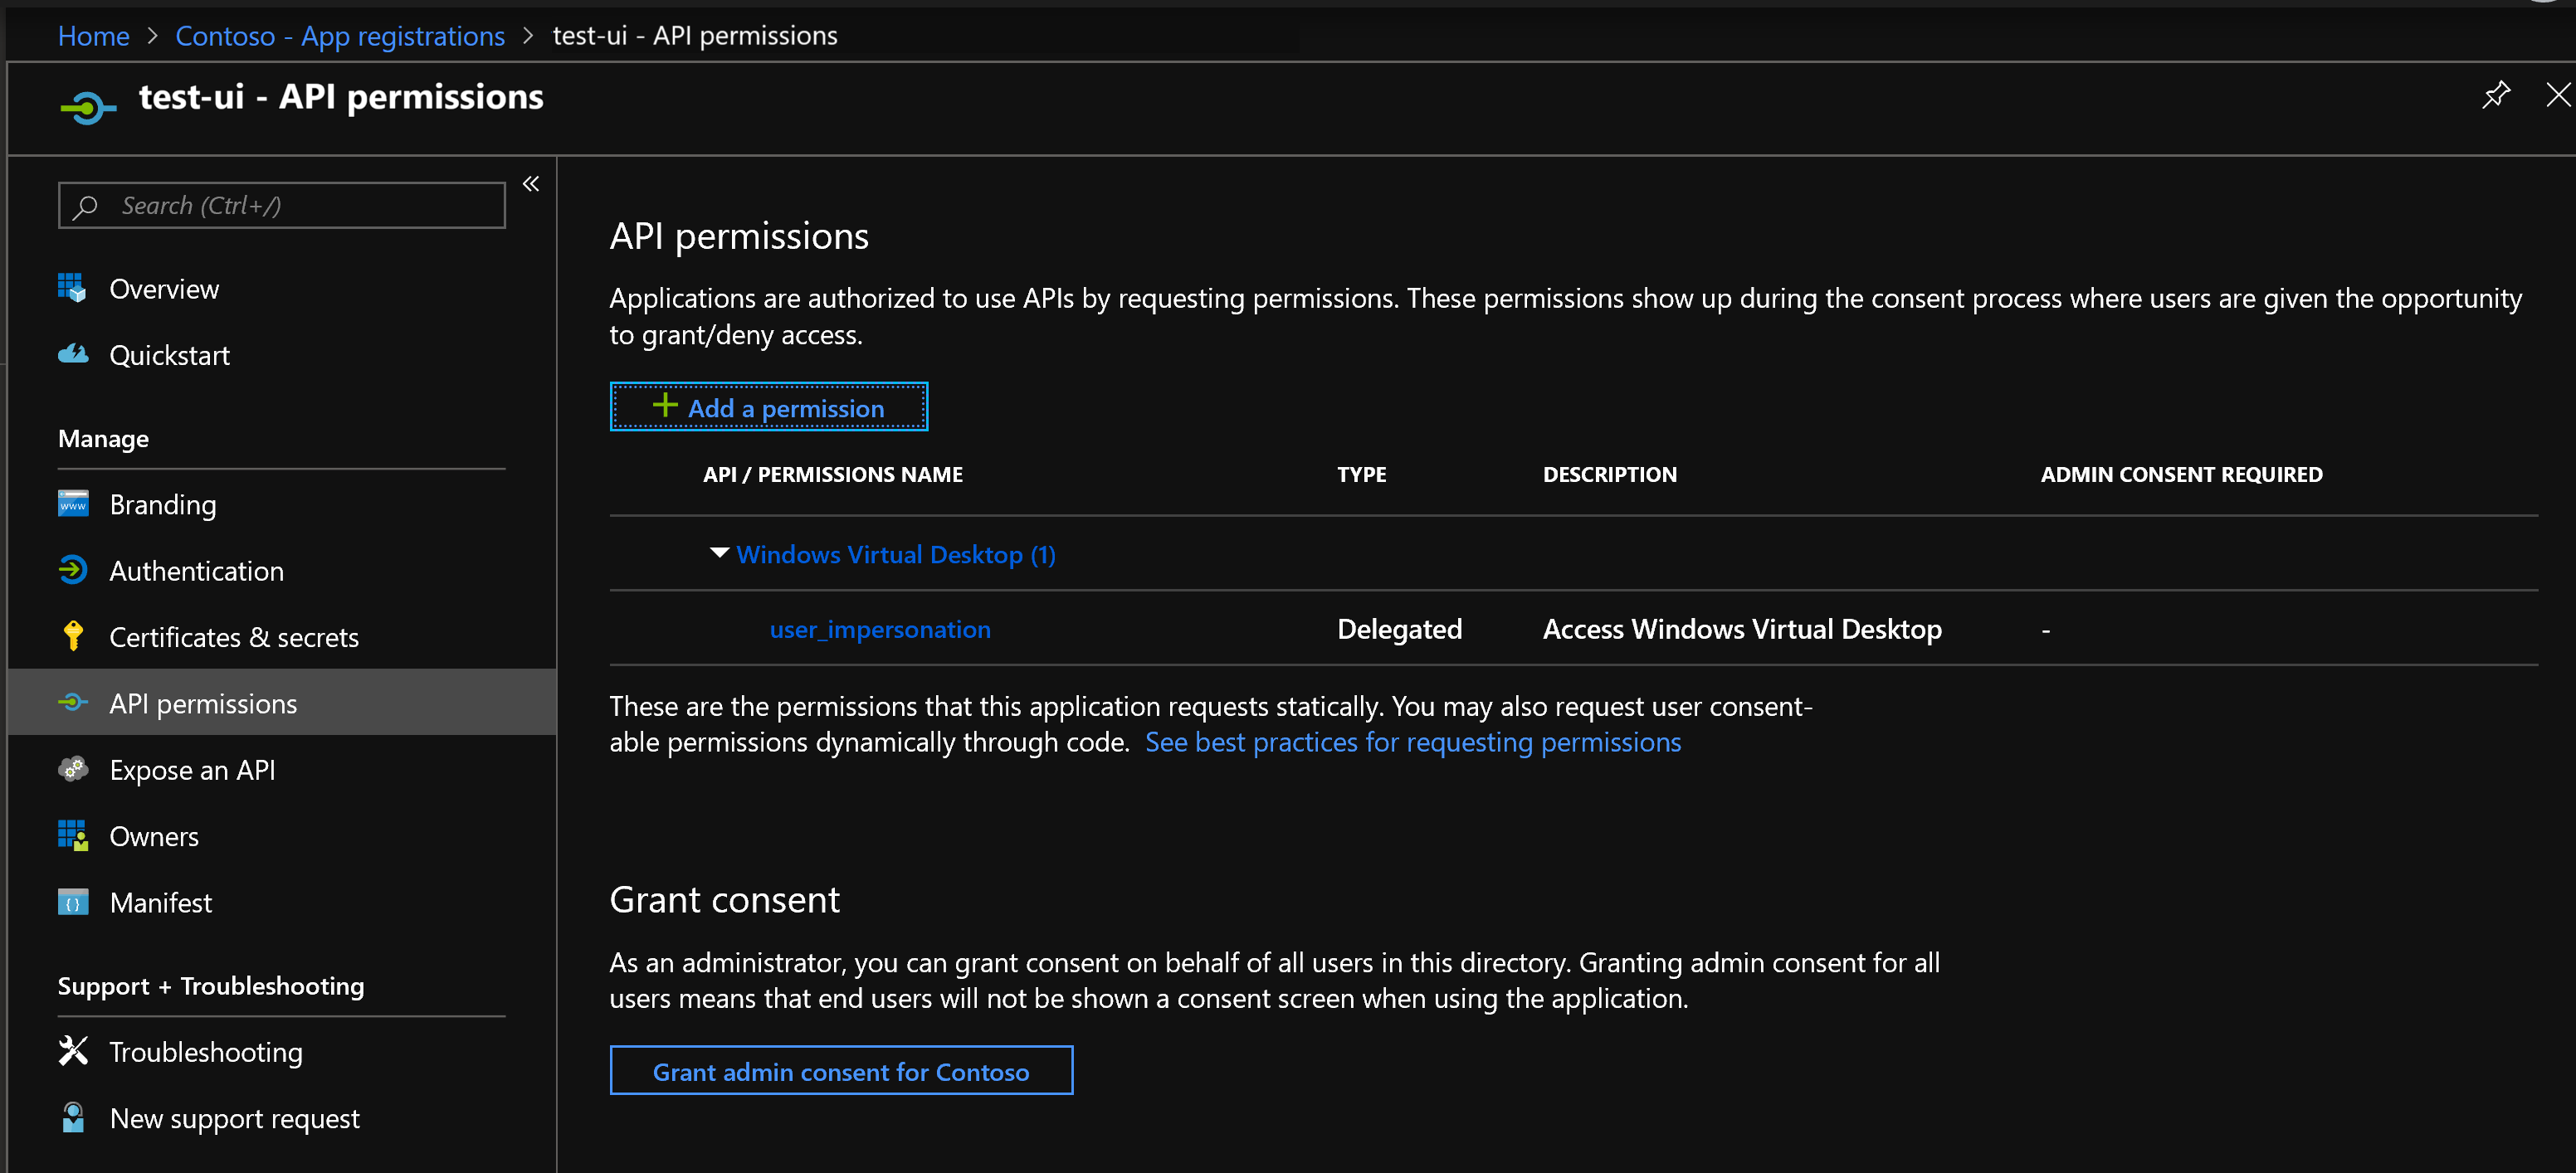 Home > Contoso - App registrations > test-ui - API permissions
test-ui - API permissions
Search (Ctrl+/)
Overview
Quickstart
Manage
Branding
Authentication
Certificates & secrets
API permissions
Expose an API
Owners
Manifest
Support + Troubleshooting
Troubleshooting
New support request
API permissions
Applications are authorized to use APIs by requesting permissions. These permissions show up during the consent process where users are given the opportunity
to grant/deny access.
+ Add a permission
API / PERMISSIONS NAME TYPE DESCRIPTION ADMIN CONSENT REQUIRED
Windows Virtual Desktop (1)
user_impersonation Delegated Access Windows Virtual Desktop -
These are the permissions that this application requests statically. You may also request user consent-
able permissions dynamically through code. See best practices for requesting permissions
Grant consent
As an administrator, you can grant consent on behalf of all users in this directory. Granting admin consent for all
users means that end users will not be shown a consent screen when using the application.
Grant admin consent for Contoso